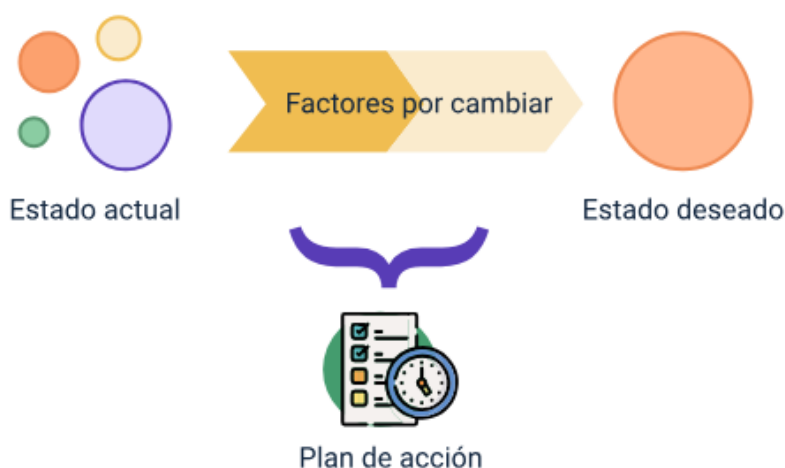 Factores por cambiar
Estado actual
Estado deseado
Plan de acción